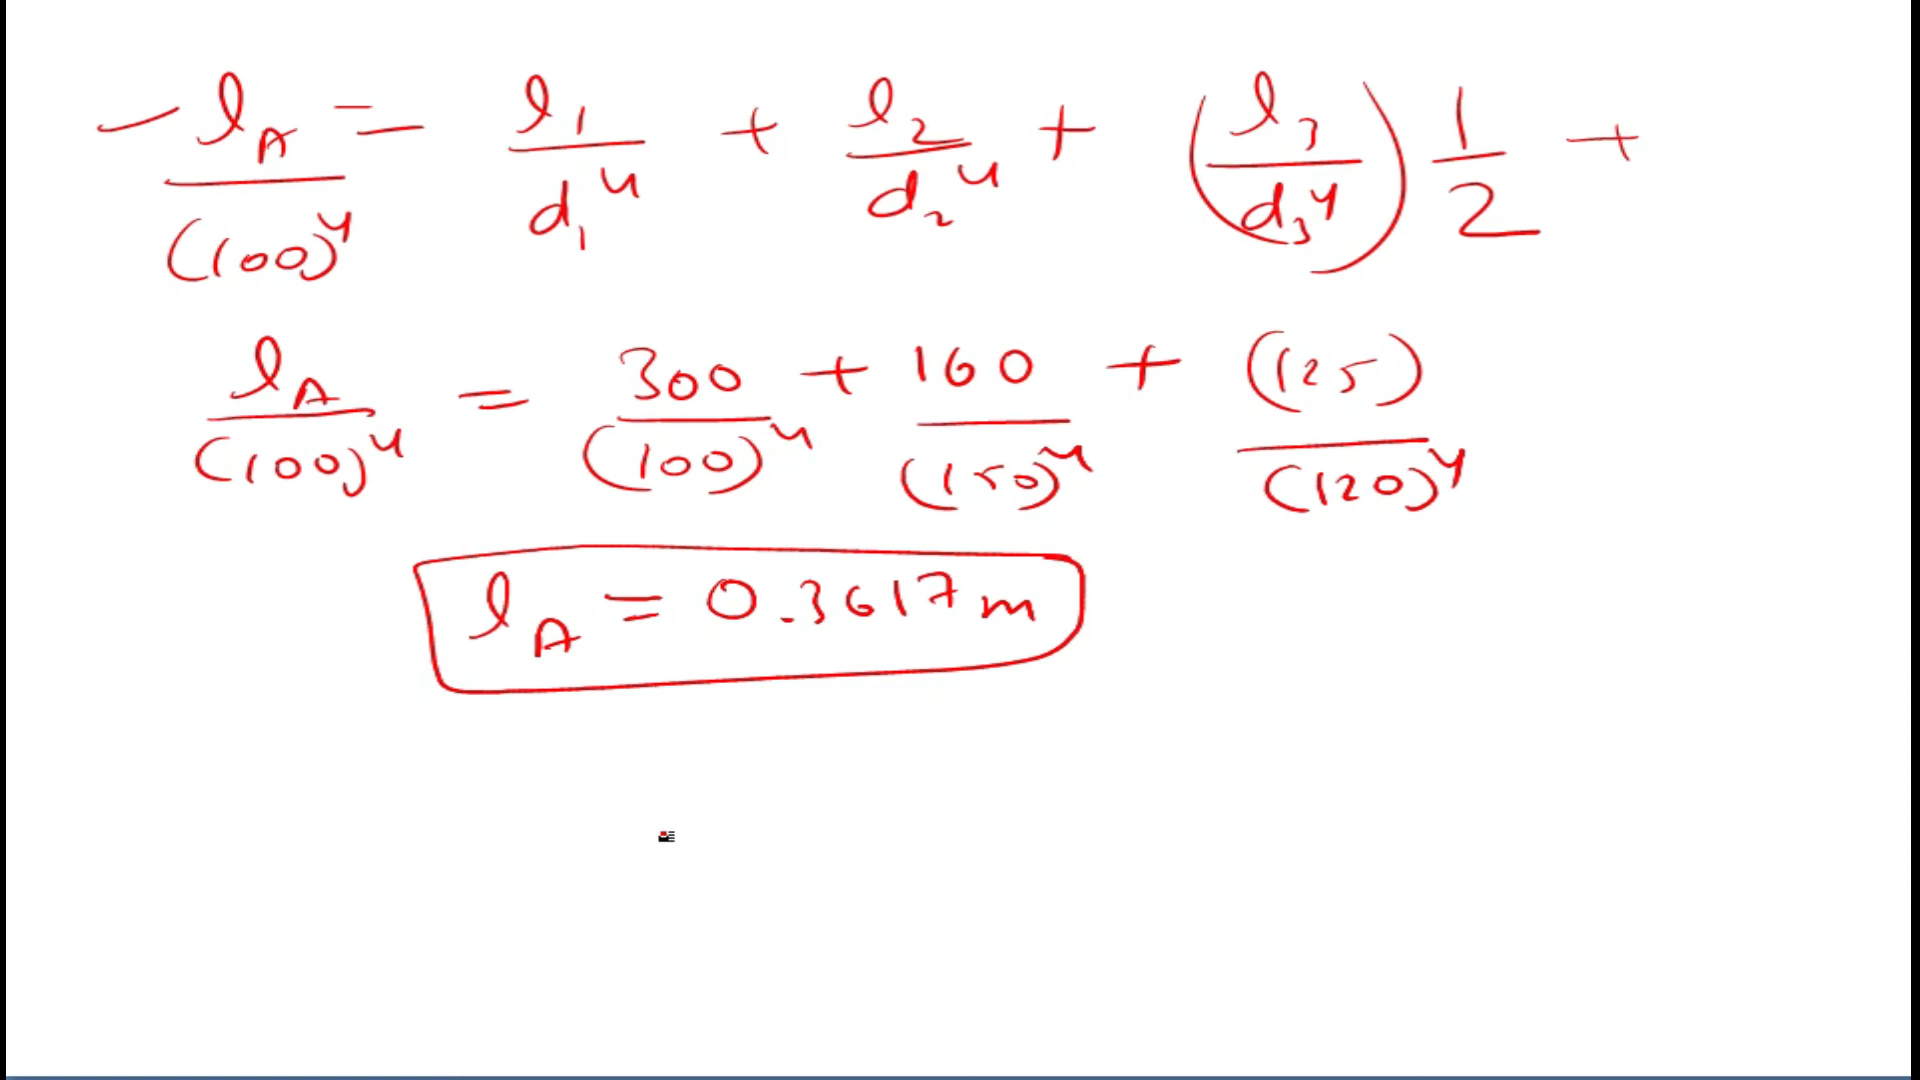 - l_A/(100)^4 = l_1/d_1^4 + l_2/d_2^4 + (l_3/d_3^4) 1/2 +
l_A/(100)^4 = 300/(100)^4 + 160/(150)^4 + (125)/(120)^4
l_A = 0.3617m